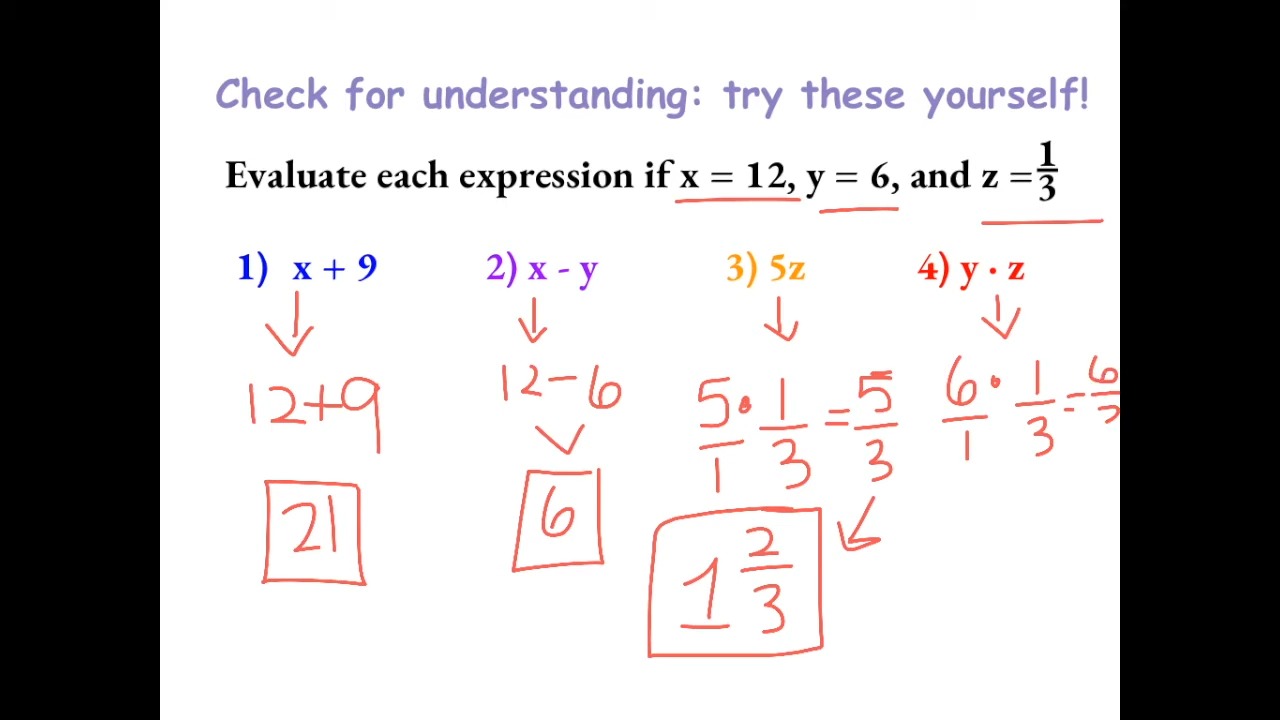 Check for understanding: try these yourself!
Evaluate each expression if x = 12, y = 6, and z = 1/3
1) x + 9
2) x - y
3) 5z
4) y · z
12+9
21
12-6
6
5/1 · 1/3 = 5/3
1 2/3
6/1 · 1/3 = 6/